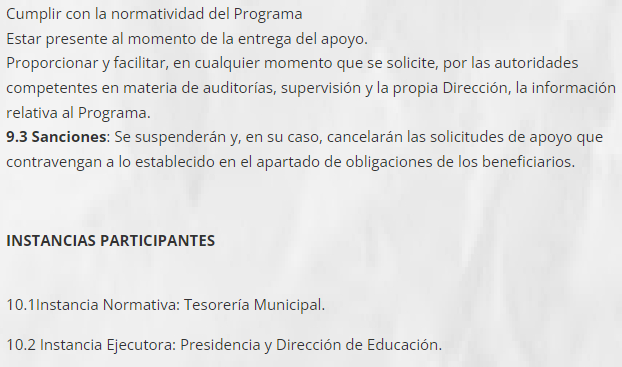 Cumplir con la normatividad del Programa
Estar presente al momento de la entrega del apoyo.
Proporcionar y facilitar, en cualquier momento que se solicite, por las autoridades
competentes en materia de auditorías, supervisión y la propia Dirección, la información
relativa al Programa.
9.3 Sanciones: Se suspenderán y, en su caso, cancelarán las solicitudes de apoyo que
contravengan a lo establecido en el apartado de obligaciones de los beneficiarios.
INSTANCIAS PARTICIPANTES
10.1Instancia Normativa: Tesorería Municipal.
10.2 Instancia Ejecutora: Presidencia y Dirección de Educación.